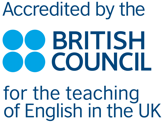 Accredited by the
BRITISH
COUNCIL
for the teaching
of English in the UK